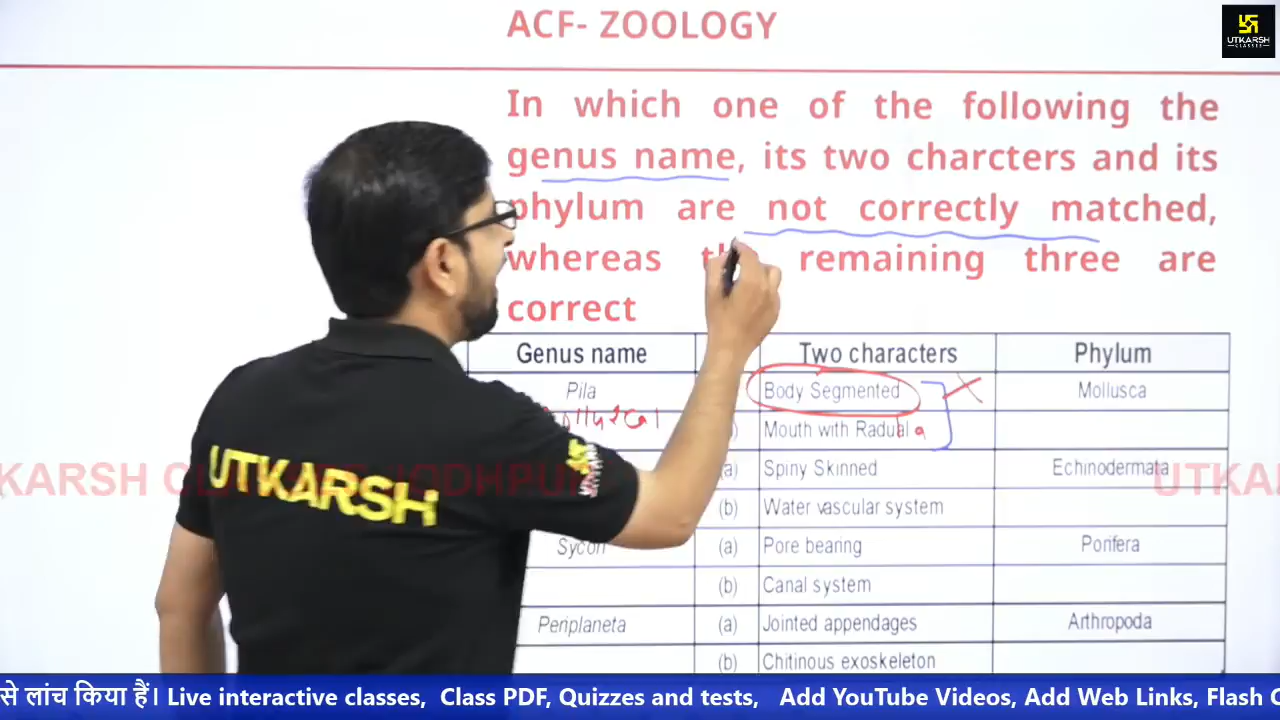 ACF- ZOOLOGY
UTKARSH
CLASSES
In which one of the following the
genus name, its two charcters and its
phylum are not correctly matched,
whereas the remaining three are
correct
Genus name Two characters Phylum
Pila Body Segmented Mollusca
Mouth with Radual a
(a) Spiny Skinned Echinodermata
(b) Water vascular system
Sycon (a) Pore bearing Porifera
(b) Canal system
Periplaneta (a) Jointed appendages Arthropoda
(b) Chitinous exoskeleton
UTKARSH
से लांच किया हैं। Live interactive classes, Class PDF, Quizzes and tests, Add YouTube Videos, Add Web Links, Flash C